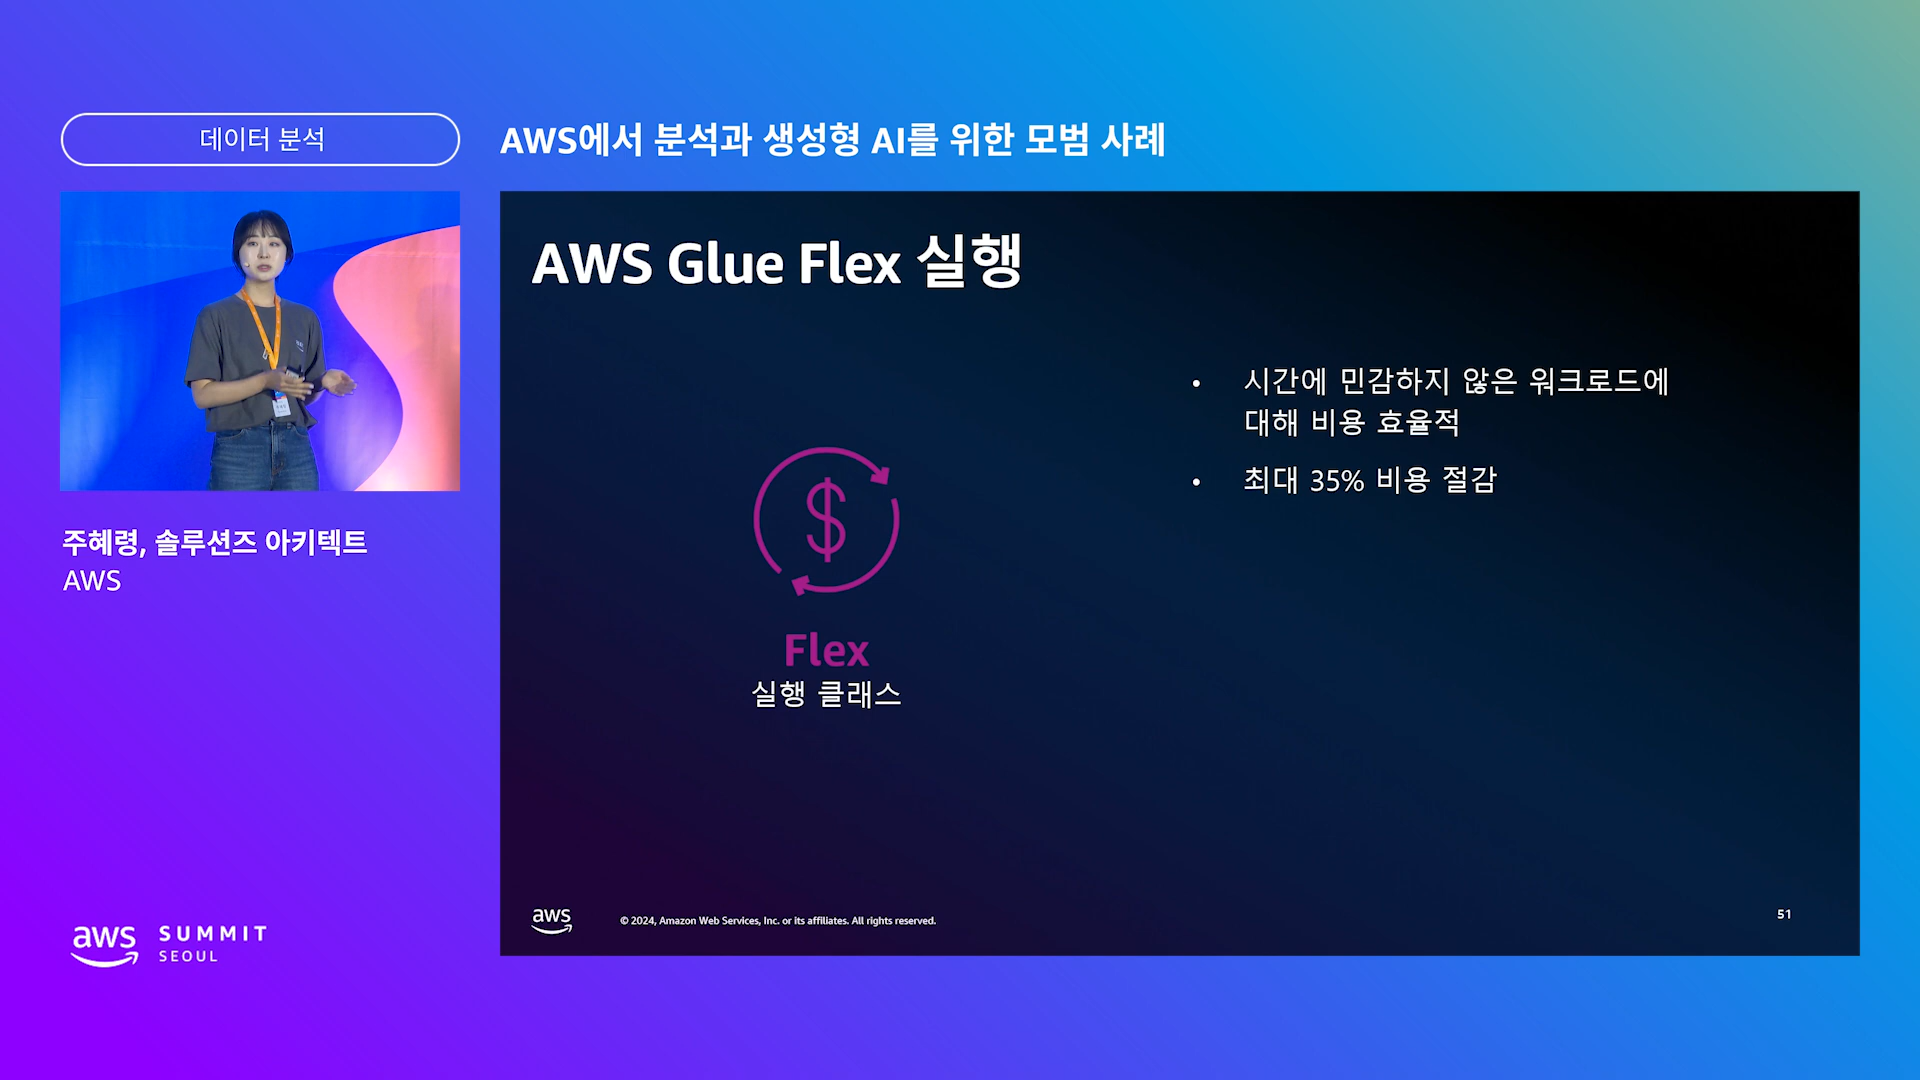 데이터 분석
AWS에서 분석과 생성형 AI를 위한 모범 사례
AWS Glue Flex 실행
• 시간에 민감하지 않은 워크로드에
대해 비용 효율적
• 최대 35% 비용 절감
$
Flex
실행 클래스
주혜령, 솔루션즈 아키텍트
AWS
aws SUMMIT
SEOUL
aws
© 2024, Amazon Web Services, Inc. or its affiliates. All rights reserved.
51